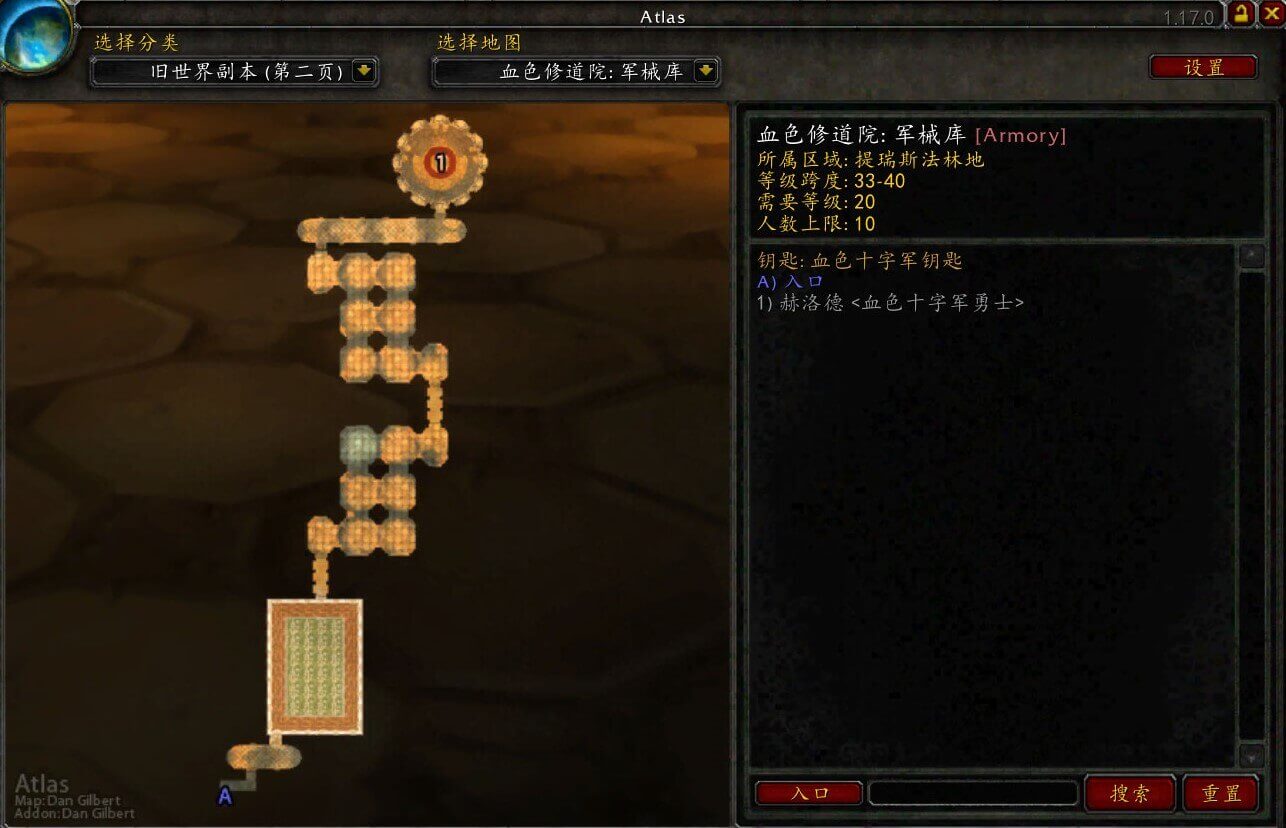 Atlas
1.17.0
选择分类
选择地图
旧世界副本 (第二页)
血色修道院: 军械库
设置
1
A
Atlas
Map:Dan Gilbert
Addon:Dan Gilbert
血色修道院: 军械库 [Armory]
所属区域: 提瑞斯法林地
等级跨度: 33-40
需要等级: 20
人数上限: 10
钥匙: 血色十字军钥匙
A) 入口
1) 赫洛德 <血色十字军勇士>
入口
搜索
重置